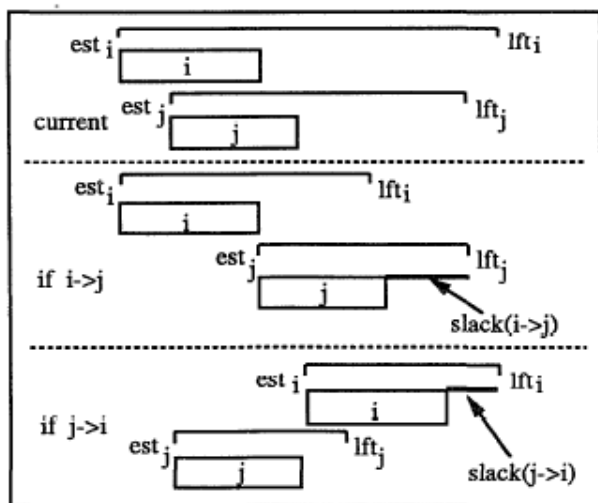 est i lft i
i
current est j lft j
j
est i lft i
i
if i->j est j lft j
j
slack(i->j)
est i lft i
i
if j->i est j lft j
j
slack(j->i)